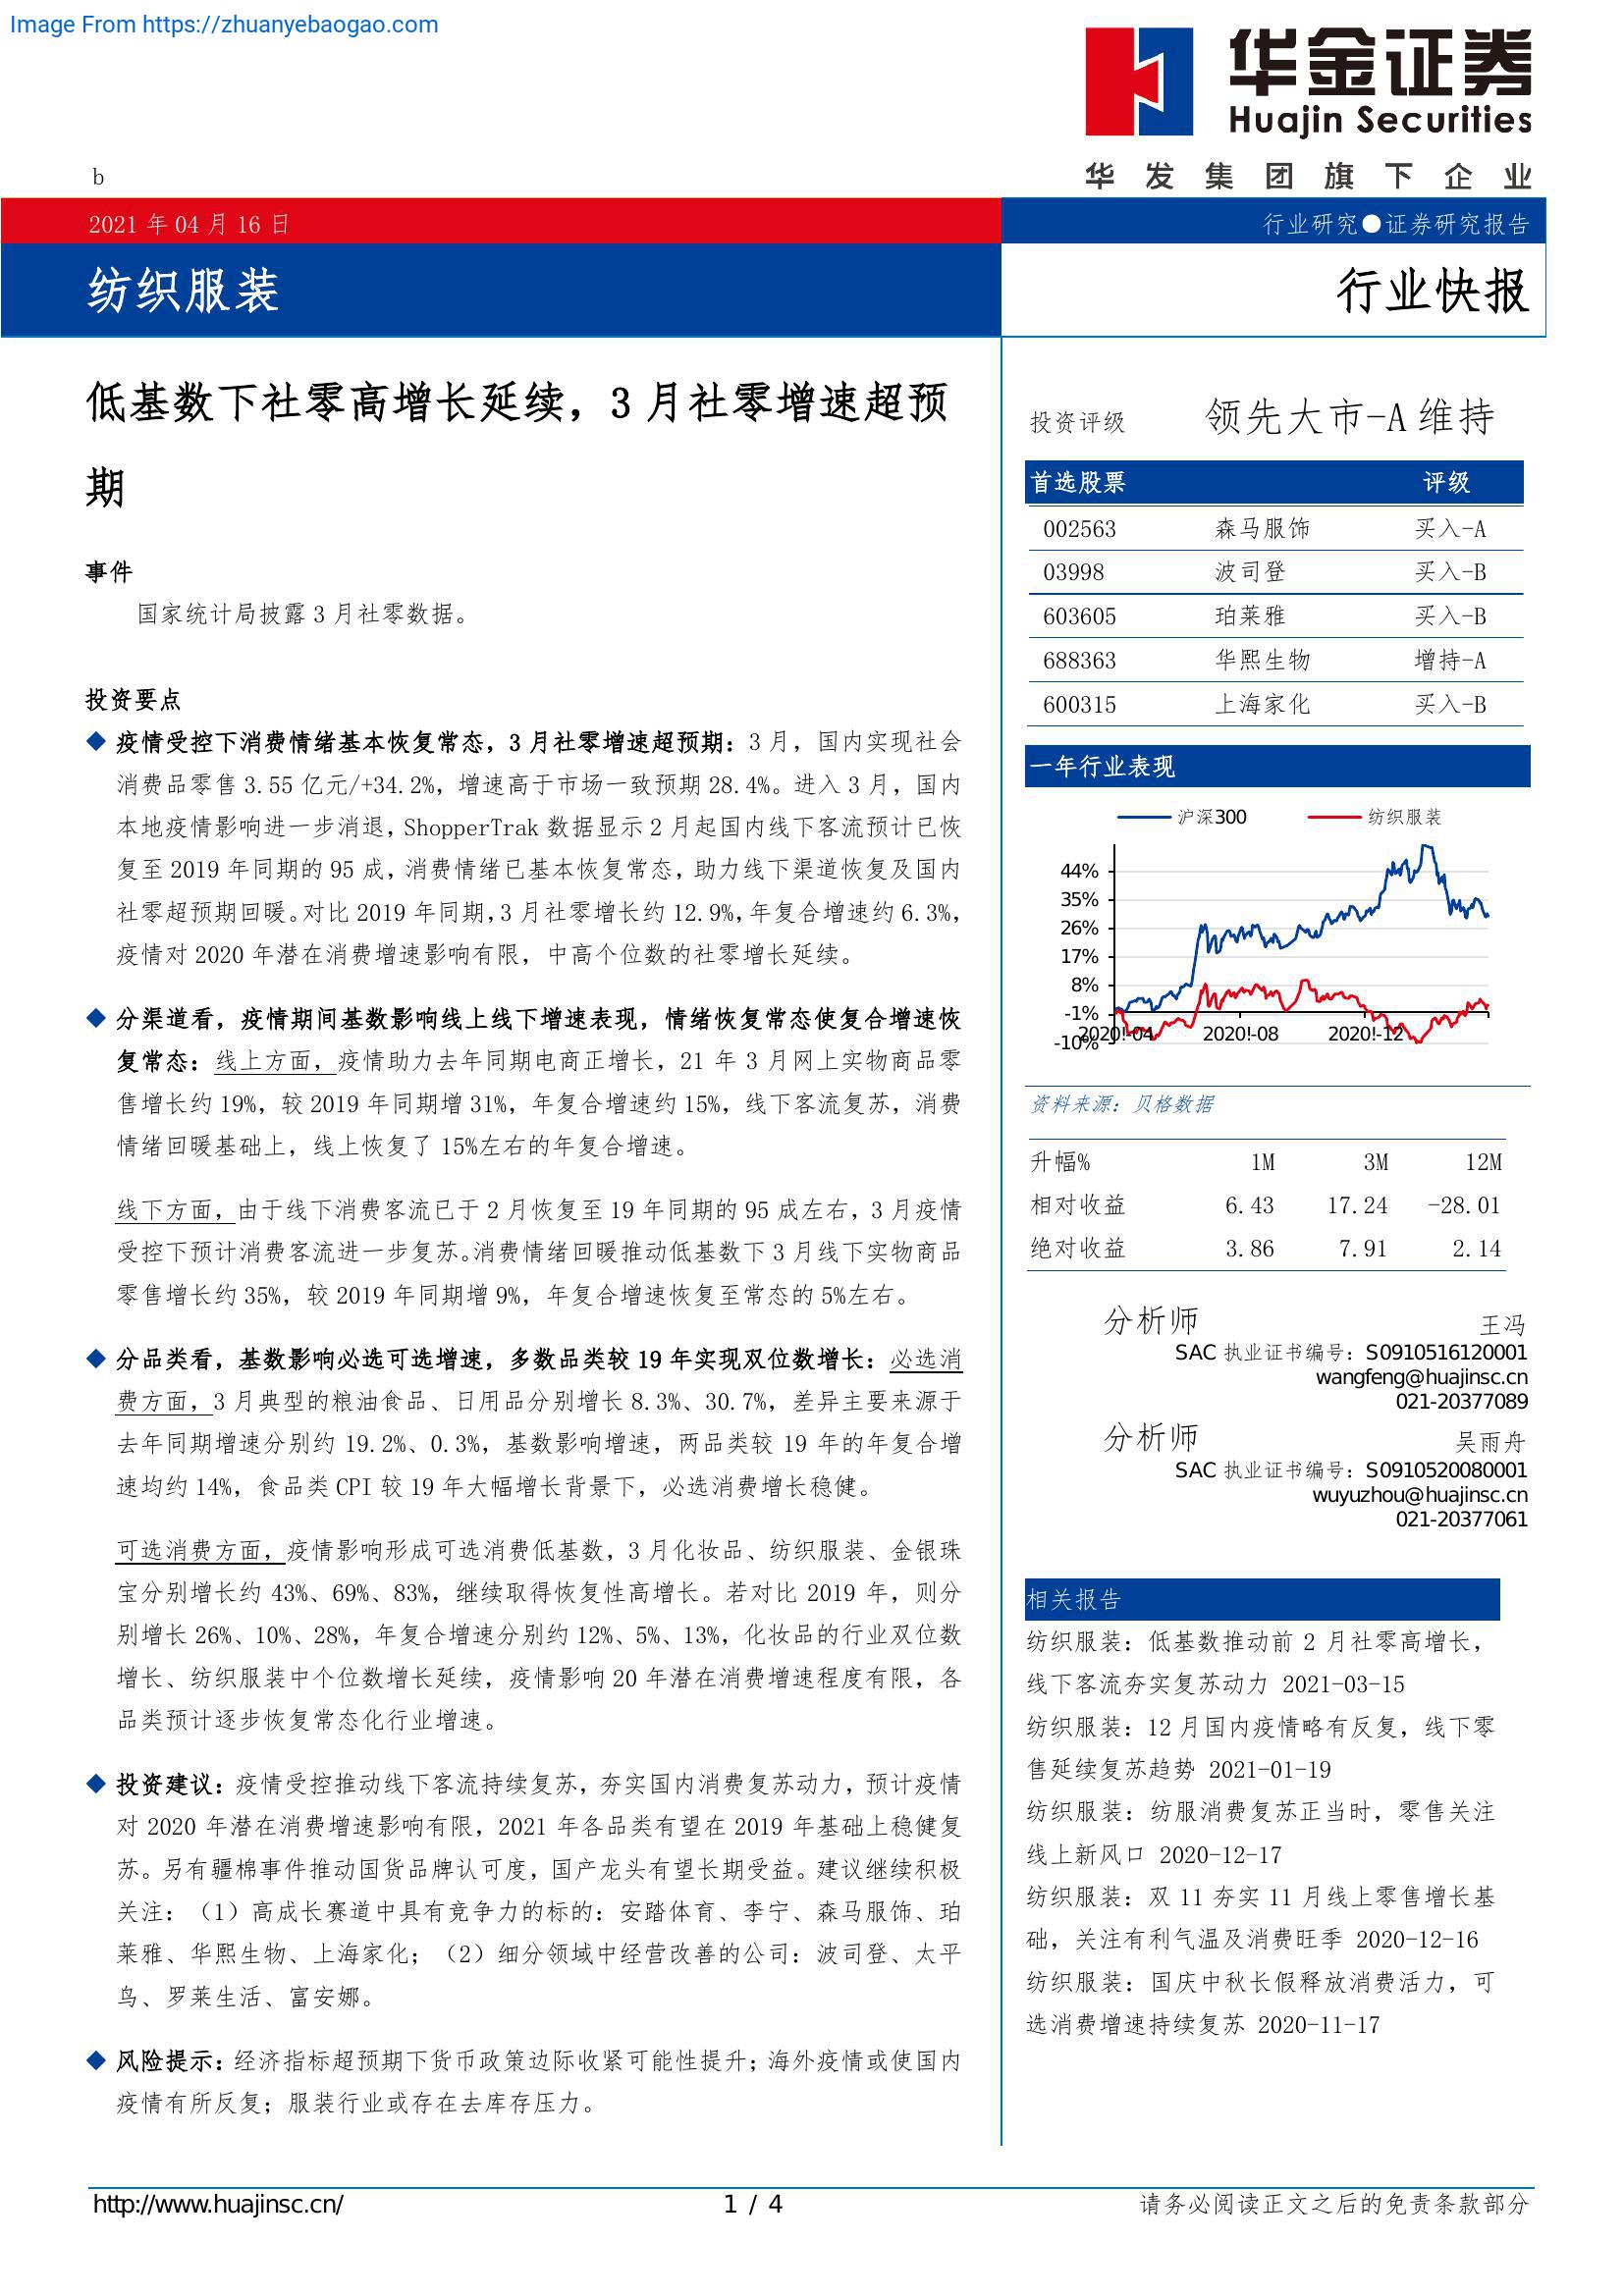 Image From https://zhuanyebaogao.com
华金证券
Huajin Securities
华发集团旗下企业
b
2021 年 04 月 16 日
行业研究●证券研究报告
纺织服装
行业快报
低基数下社零高增长延续，3 月社零增速超预
期
事件
国家统计局披露 3 月社零数据。
投资要点
◆ 疫情受控下消费情绪基本恢复常态，3 月社零增速超预期：3 月，国内实现社会
消费品零售 3.55 亿元/+34.2%，增速高于市场一致预期 28.4%。进入 3 月，国内
本地疫情影响进一步消退，ShopperTrak 数据显示 2 月起国内线下客流预计已恢
复至 2019 年同期的 95 成，消费情绪已基本恢复常态，助力线下渠道恢复及国内
社零超预期回暖。对比 2019 年同期，3 月社零增长约 12.9%，年复合增速约 6.3%，
疫情对 2020 年潜在消费增速影响有限，中高个位数的社零增长延续。
◆ 分渠道看，疫情期间基数影响线上线下增速表现，情绪恢复常态使复合增速恢
复常态：线上方面，疫情助力去年同期电商正增长，21 年 3 月网上实物商品零
售增长约 19%，较 2019 年同期增 31%，年复合增速约 15%，线下客流复苏，消费
情绪回暖基础上，线上恢复了 15%左右的年复合增速。
线下方面，由于线下消费客流已于 2 月恢复至 19 年同期的 95 成左右，3 月疫情
受控下预计消费客流进一步复苏。消费情绪回暖推动低基数下 3 月线下实物商品
零售增长约 35%，较 2019 年同期增 9%，年复合增速恢复至常态的 5%左右。
◆ 分品类看，基数影响必选可选增速，多数品类较 19 年实现双位数增长：必选消
费方面，3 月典型的粮油食品、日用品分别增长 8.3%、30.7%，差异主要来源于
去年同期增速分别约 19.2%、0.3%，基数影响增速，两品类较 19 年的年复合增
速均约 14%，食品类 CPI 较 19 年大幅增长背景下，必选消费增长稳健。
可选消费方面，疫情影响形成可选消费低基数，3 月化妆品、纺织服装、金银珠
宝分别增长约 43%、69%、83%，继续取得恢复性高增长。若对比 2019 年，则分
别增长 26%、10%、28%，年复合增速分别约 12%、5%、13%，化妆品的行业双位数
增长、纺织服装中个位数增长延续，疫情影响 20 年潜在消费增速程度有限，各
品类预计逐步恢复常态化行业增速。
◆ 投资建议：疫情受控推动线下客流持续复苏，夯实国内消费复苏动力，预计疫情
对 2020 年潜在消费增速影响有限，2021 年各品类有望在 2019 年基础上稳健复
苏。另有疆棉事件推动国货品牌认可度，国产龙头有望长期受益。建议继续积极
关注：（1）高成长赛道中具有竞争力的标的：安踏体育、李宁、森马服饰、珀
莱雅、华熙生物、上海家化；（2）细分领域中经营改善的公司：波司登、太平
鸟、罗莱生活、富安娜。
◆ 风险提示：经济指标超预期下货币政策边际收紧可能性提升；海外疫情或使国内
疫情有所反复；服装行业或存在去库存压力。
投资评级 领先大市-A 维持
首选股票 评级
002563 森马服饰 买入-A
03998 波司登 买入-B
603605 珀莱雅 买入-B
688363 华熙生物 增持-A
600315 上海家化 买入-B
一年行业表现
沪深300 纺织服装
44%
35%
26%
17%
8%
-1%
-10%
2020!-04 2020!-08 2020!-12
资料来源：贝格数据
升幅% 1M 3M 12M
相对收益 6.43 17.24 -28.01
绝对收益 3.86 7.91 2.14
分析师 王冯
SAC 执业证书编号：S0910516120001
wangfeng@huajinsc.cn
021-20377089
分析师 吴雨舟
SAC 执业证书编号：S0910520080001
wuyuzhou@huajinsc.cn
021-20377061
相关报告
纺织服装：低基数推动前 2 月社零高增长，
线下客流夯实复苏动力 2021-03-15
纺织服装：12 月国内疫情略有反复，线下零
售延续复苏趋势 2021-01-19
纺织服装：纺服消费复苏正当时，零售关注
线上新风口 2020-12-17
纺织服装：双 11 夯实 11 月线上零售增长基
础，关注有利气温及消费旺季 2020-12-16
纺织服装：国庆中秋长假释放消费活力，可
选消费增速持续复苏 2020-11-17
http://www.huajinsc.cn/
1 / 4
请务必阅读正文之后的免责条款部分